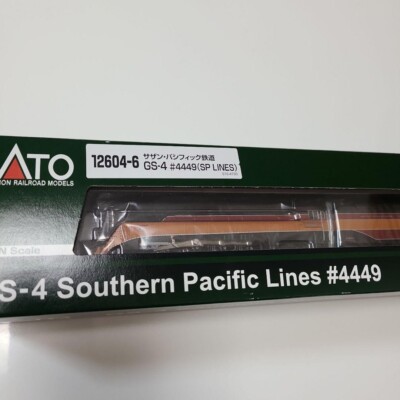 ATO
ION RAILROAD MODELS
12604-6
サザン・パシフィック鉄道
GS-4 #4449(SP LINES)
N Scale
S-4 Southern Pacific Lines #4449